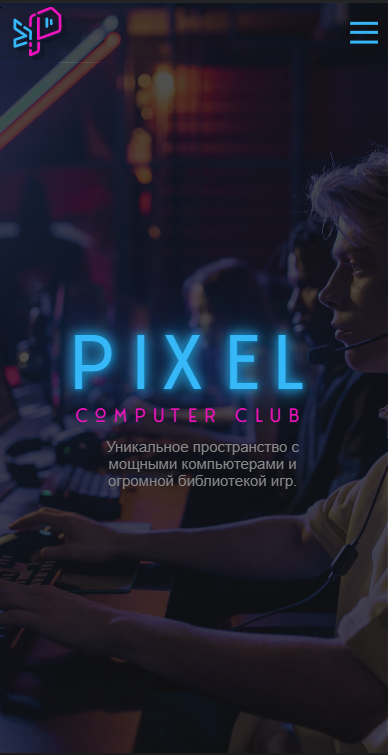 PIXEL
COMPUTER CLUB
Уникальное пространство с
мощными компьютерами и
огромной библиотекой игр.